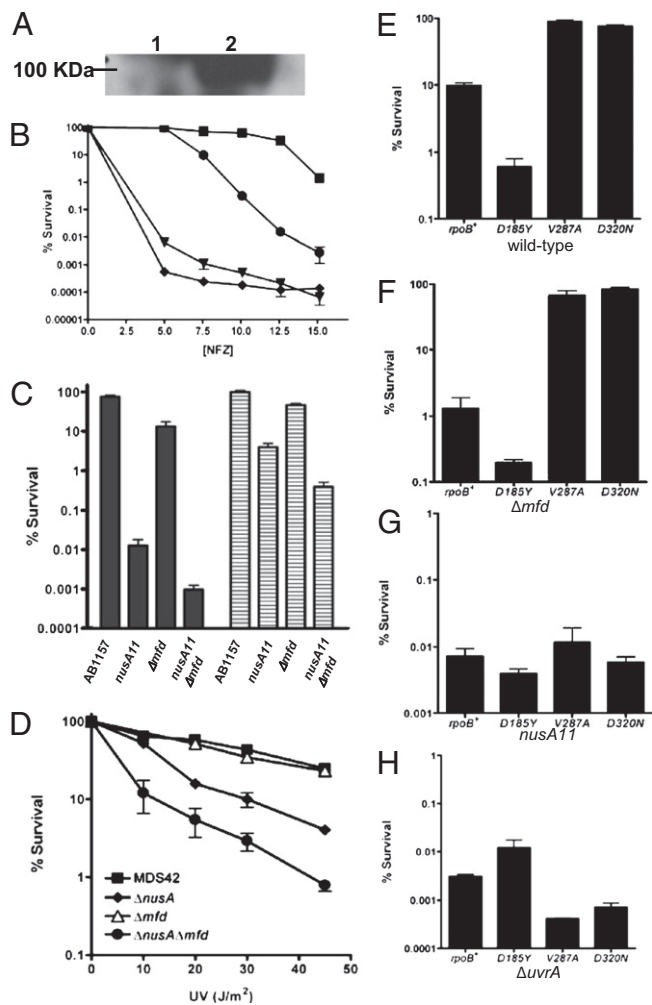 A
1 2
100 KDa
B
% Survival
100
10
1
0.1
0.01
0.001
0.0001
0.00001
0.0 2.5 5.0 7.5 10.0 12.5 15.0
[NFZ]
C
% Survival
100
10
1
0.1
0.01
0.001
0.0001
AB1157 nusA11 Δmfd nusA11 Δmfd AB1157 nusA11 Δmfd nusA11 Δmfd
D
% Survival
100
10
1
0.1
MDS42
ΔnusA
Δmfd
ΔnusAΔmfd
0 10 20 30 40 50
UV (J/m²)
E
% Survival
100
10
1
0.1
rpoB⁺ D185Y V287A D320N
wild-type
F
% Survival
100
10
1
0.1
rpoB⁺ D185Y V287A D320N
Δmfd
G
% Survival
1
0.1
0.01
0.001
rpoB⁺ D185Y V287A D320N
nusA11
H
% Survival
1
0.1
0.01
0.001
0.0001
rpoB⁺ D185Y V287A D320N
ΔuvrA